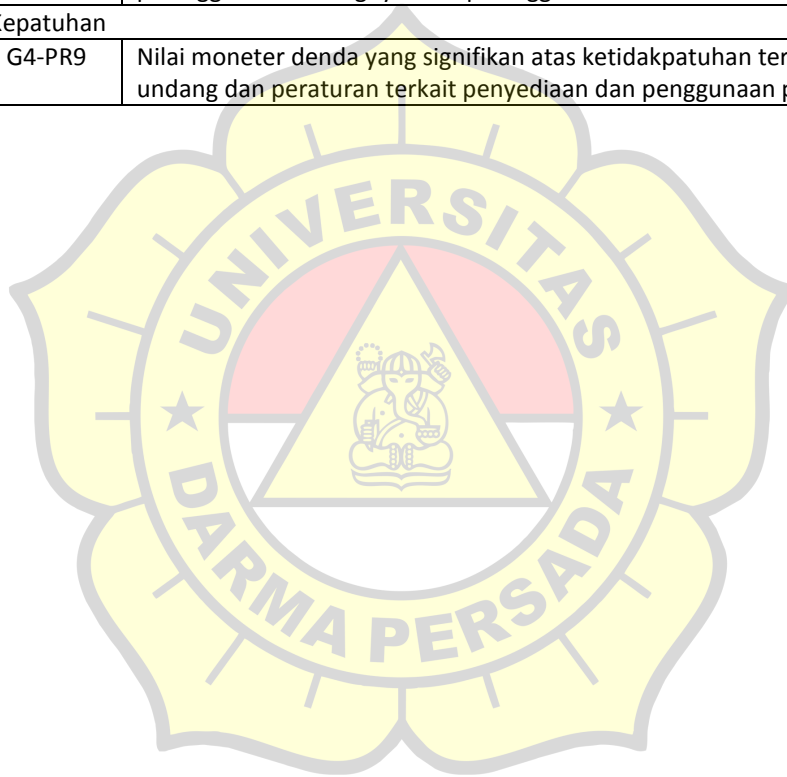 Kepatuhan
G4-PR9
Nilai moneter denda yang signifikan atas ketidakpatuhan
undang dan peraturan terkait penyediaan dan penggunaan
UNIVERSITAS
DARMA PERSADA